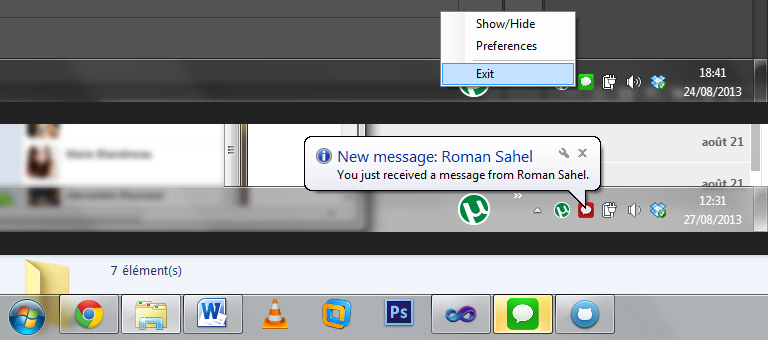 Show/Hide
Preferences
Exit
18:41
24/08/2013
août 21
New message: Roman Sahel
You just received a message from Roman Sahel.
août 21
12:31
27/08/2013
7 élément(s)
W
Ps